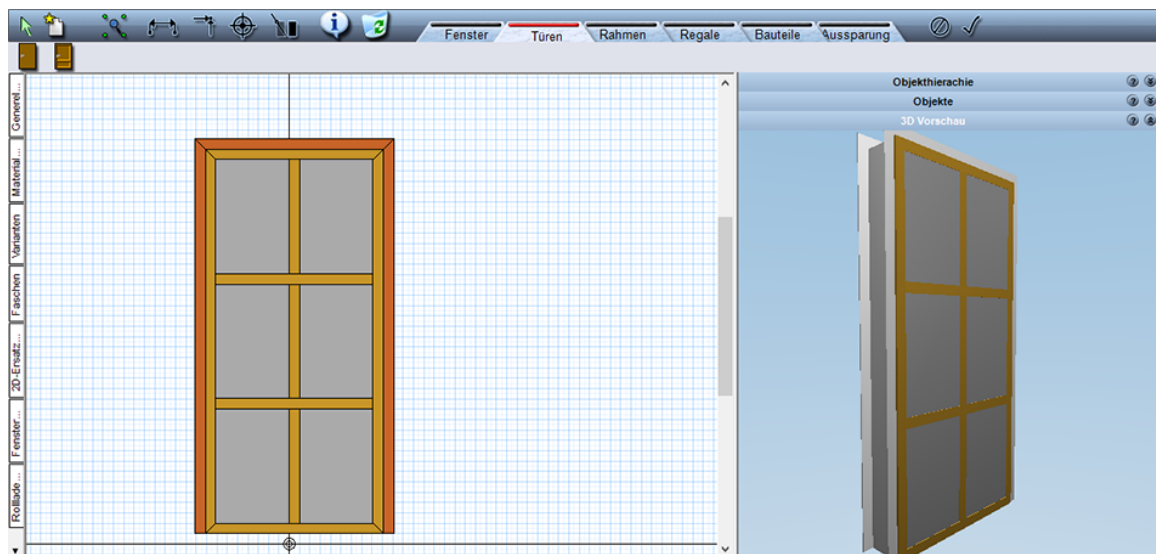 Fenster
Türen
Rahmen
Regale
Bauteile
Aussparung
Objekthierachie
Objekte
3D Vorschau
Generel...
Material...
Varianten
Faschen
2D-Ersatz...
Fenster...
Rolllade...